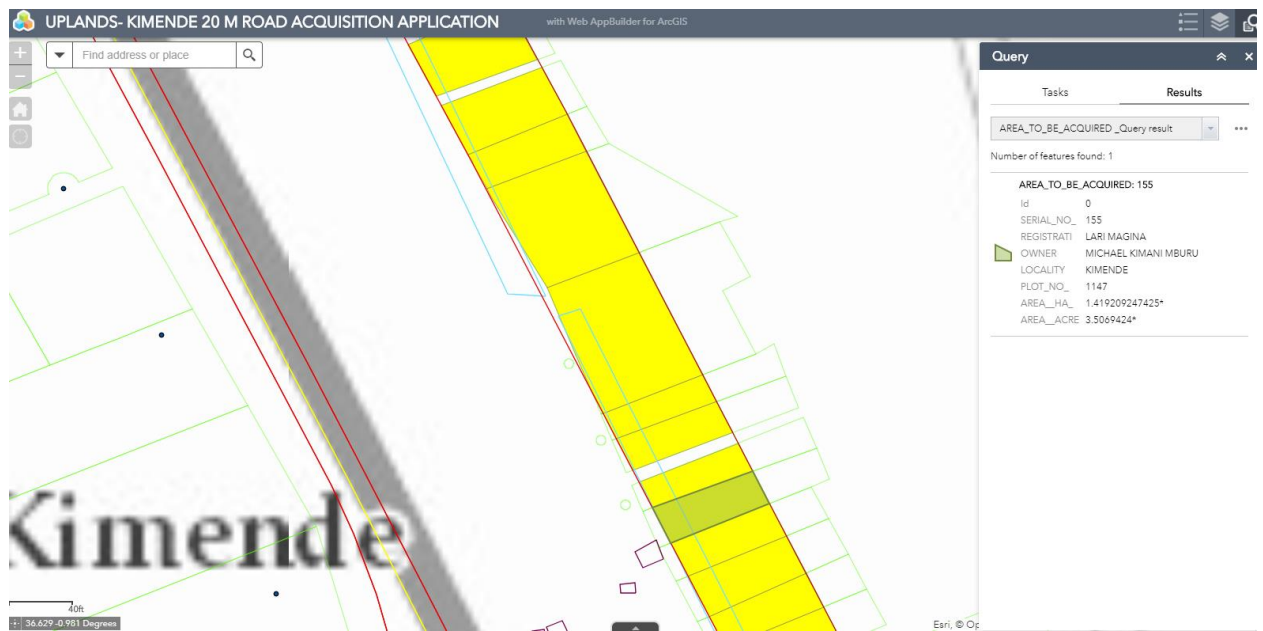 UPLANDS- KIMENDE 20 M ROAD ACQUISITION APPLICATION with Web AppBuilder for ArcGIS
Find address or place
Query
Tasks Results
AREA_TO_BE_ACQUIRED _Query result
Number of features found: 1
AREA_TO_BE_ACQUIRED: 155
Id 0
SERIAL_NO_ 155
REGISTRATI LARI MAGINA
OWNER MICHAEL KIMANI MBURU
LOCALITY KIMENDE
PLOT_NO_ 1147
AREA__HA_ 1.419209247425*
AREA__ACRE 3.5069424*
Kimende
40ft
36.629 -0.981 Degrees
Esri, © Op